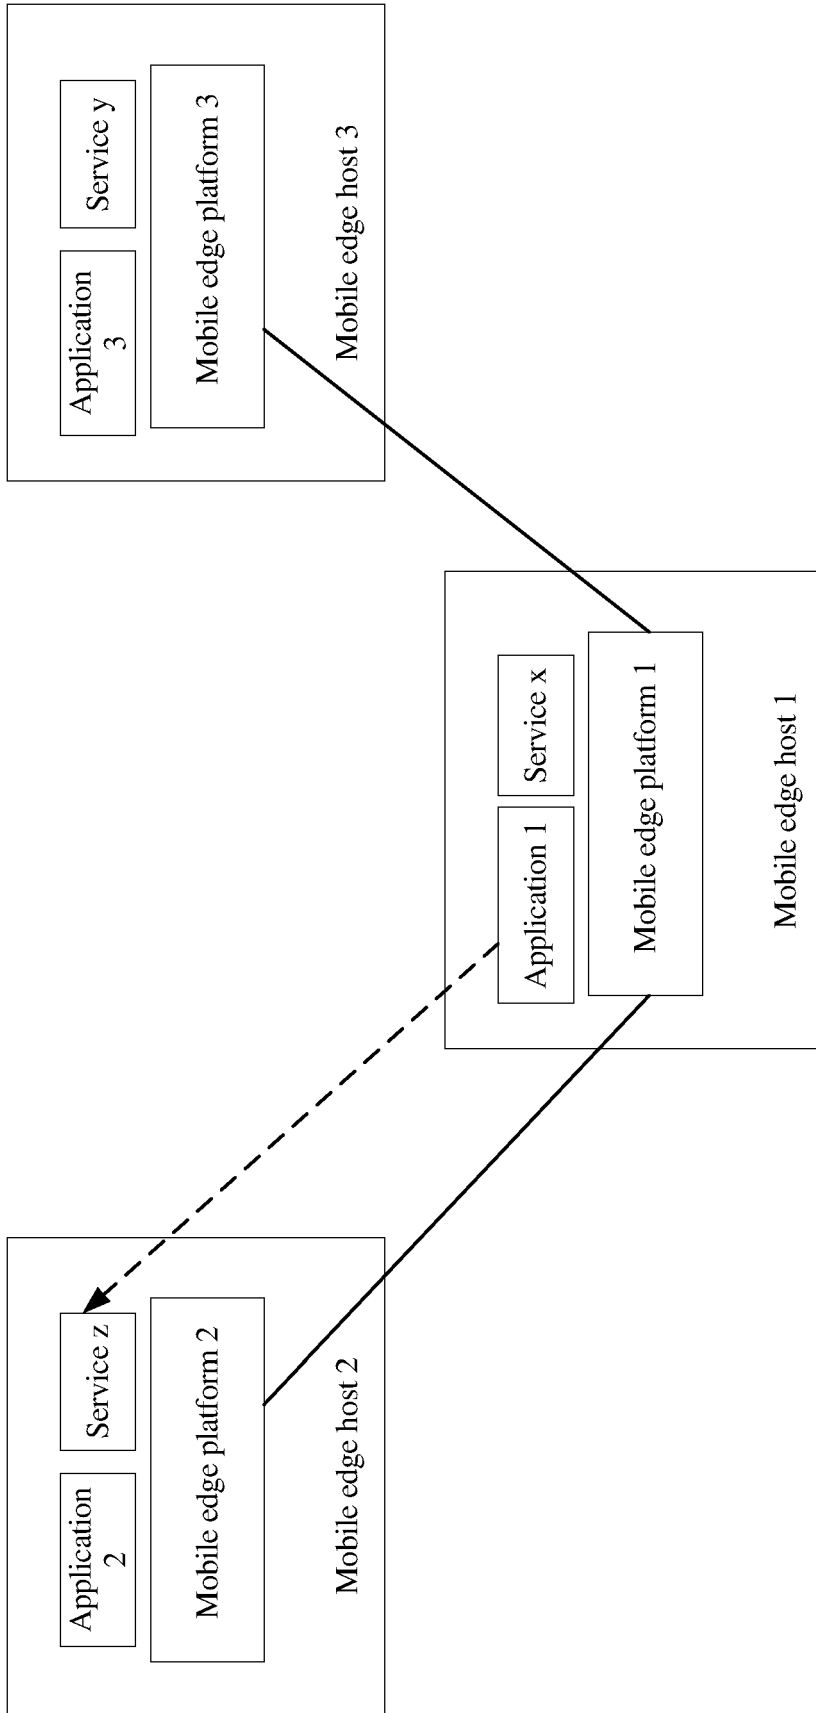 Application
2
Service z
Mobile edge platform 2
Mobile edge host 2
Application 1
Service x
Mobile edge platform 1
Mobile edge host 1
Application
3
Service y
Mobile edge platform 3
Mobile edge host 3